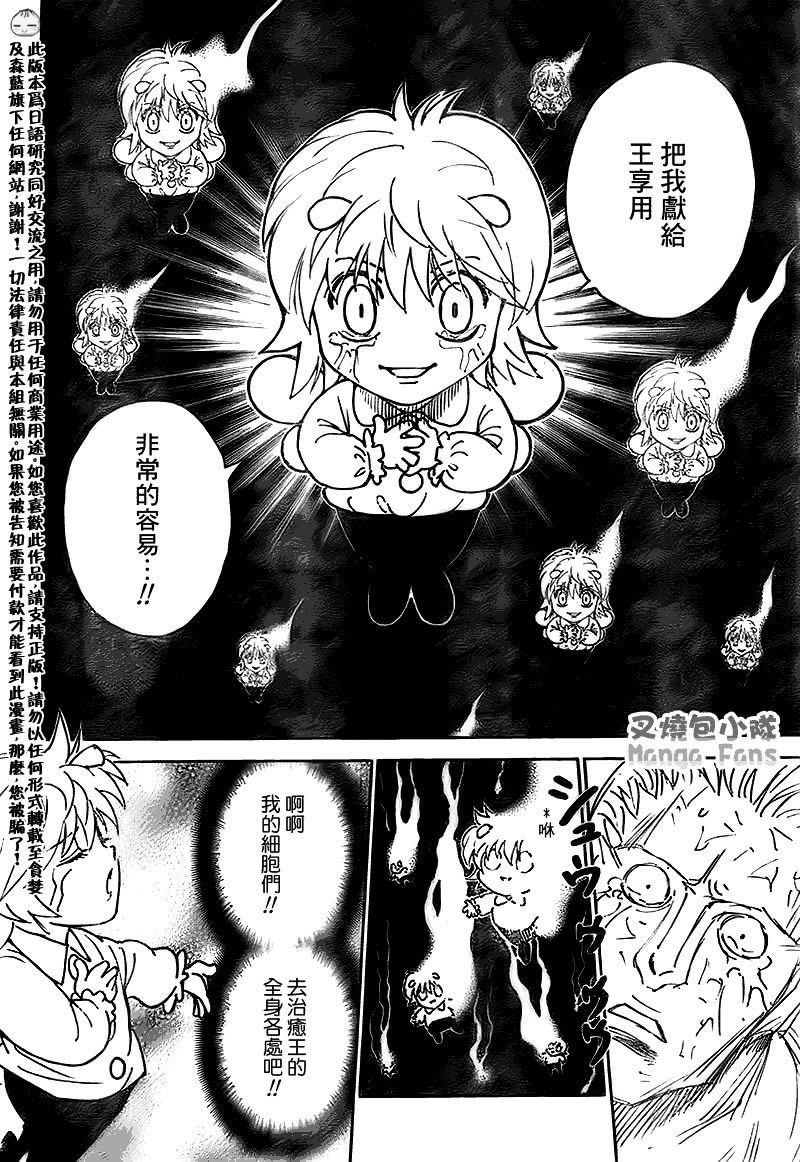 把我獻給
王享用
非常的容易…!!
＊咻
シュウウウウウ
啊啊
我的細胞們!!
去治癒王的
全身各處吧!!
叉燒包小隊
Manga-Fans
此版本爲日語研究同好交流之用，請勿用于任何商業用途。如您喜歡此作品，請支持正版！請勿以任何形式轉載至貪婪
及森藍旗下任何網站，謝謝！一切法律責任與本組無關。如果您被告知需要付款才能看到此漫畫，那麽，您被騙了！